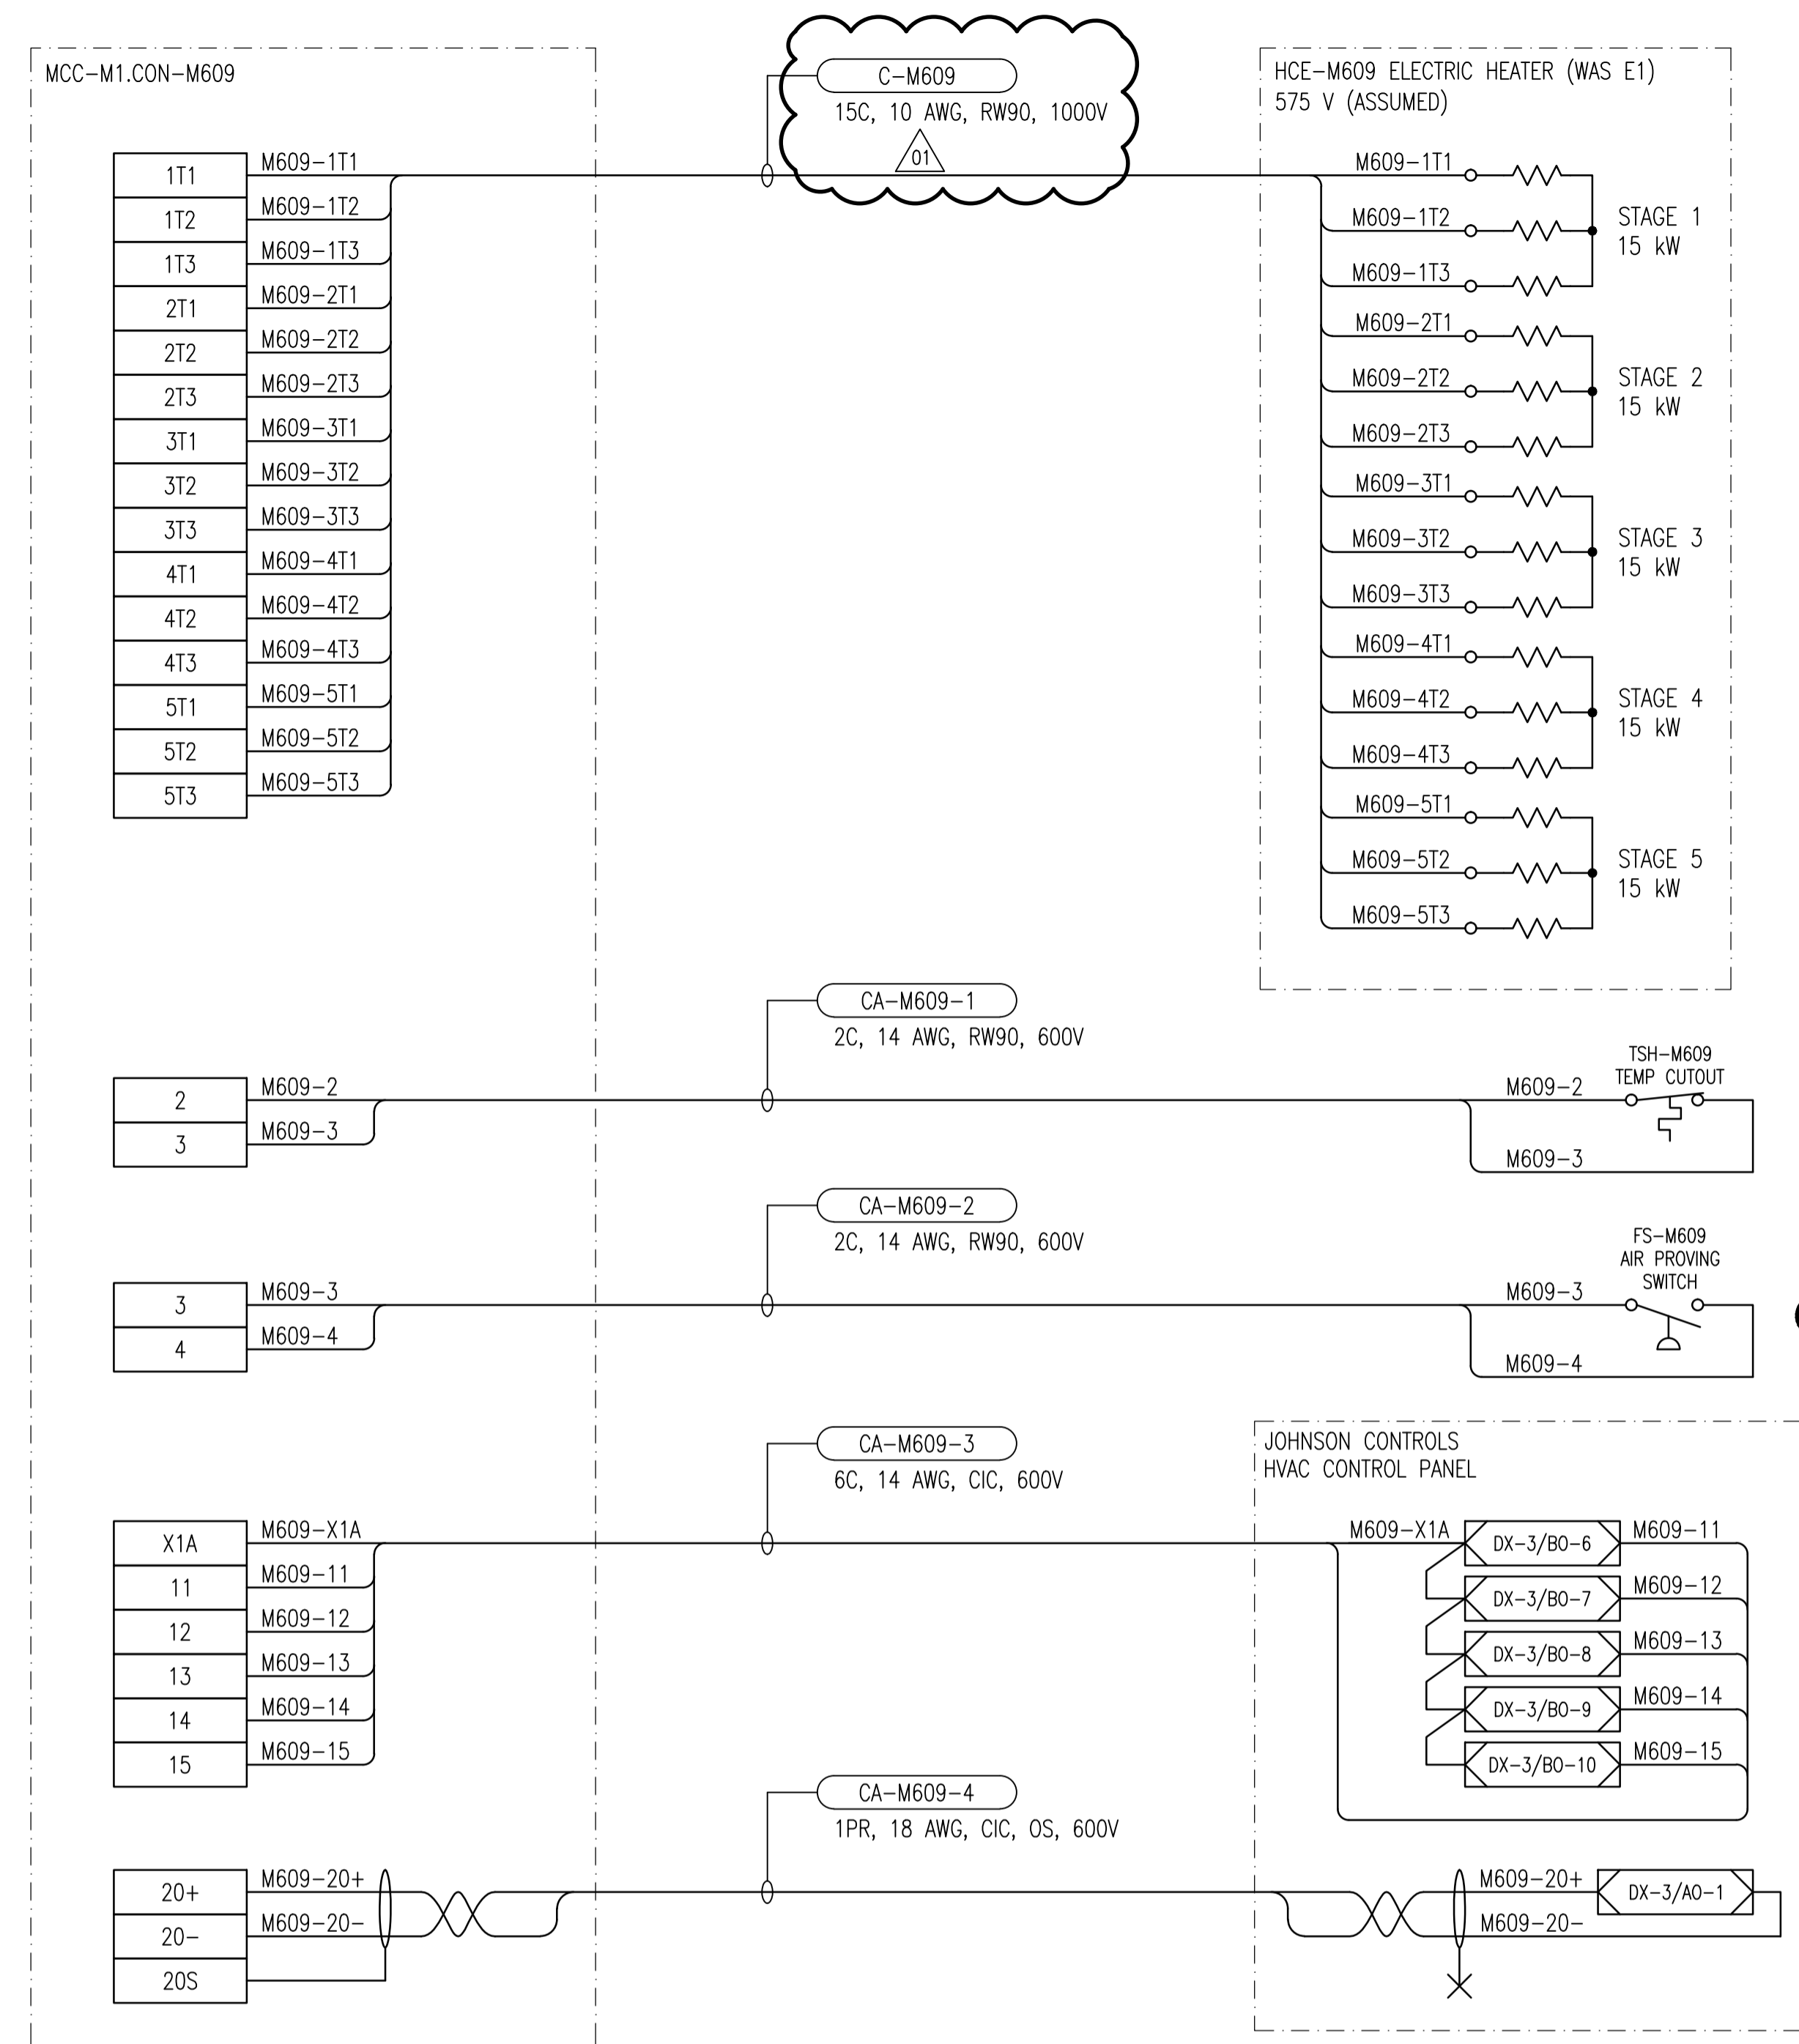 MCC-M1.CON-M609
1T1
1T2
1T3
2T1
2T2
2T3
3T1
3T2
3T3
4T1
4T2
4T3
5T1
5T2
5T3
M609-1T1
M609-1T2
M609-1T3
M609-2T1
M609-2T2
M609-2T3
M609-3T1
M609-3T2
M609-3T3
M609-4T1
M609-4T2
M609-4T3
M609-5T1
M609-5T2
M609-5T3
C-M609
15C, 10 AWG, RW90, 1000V
01
HCE-M609 ELECTRIC HEATER (WAS E1)
575 V (ASSUMED)
M609-1T1
M609-1T2
M609-1T3
STAGE 1
15 kW
M609-2T1
M609-2T2
M609-2T3
STAGE 2
15 kW
M609-3T1
M609-3T2
M609-3T3
STAGE 3
15 kW
M609-4T1
M609-4T2
M609-4T3
STAGE 4
15 kW
M609-5T1
M609-5T2
M609-5T3
STAGE 5
15 kW
2
3
M609-2
M609-3
CA-M609-1
2C, 14 AWG, RW90, 600V
M609-2
M609-3
TSH-M609
TEMP CUTOUT
3
4
M609-3
M609-4
CA-M609-2
2C, 14 AWG, RW90, 600V
M609-3
M609-4
FS-M609
AIR PROVING
SWITCH
X1A
11
12
13
14
15
M609-X1A
M609-11
M609-12
M609-13
M609-14
M609-15
CA-M609-3
6C, 14 AWG, CIC, 600V
JOHNSON CONTROLS
HVAC CONTROL PANEL
M609-X1A
DX-3/BO-6
M609-11
DX-3/BO-7
M609-12
DX-3/BO-8
M609-13
DX-3/BO-9
M609-14
DX-3/BO-10
M609-15
20+
20-
20S
M609-20+
M609-20-
CA-M609-4
1PR, 18 AWG, CIC, OS, 600V
M609-20+
M609-20-
DX-3/AO-1